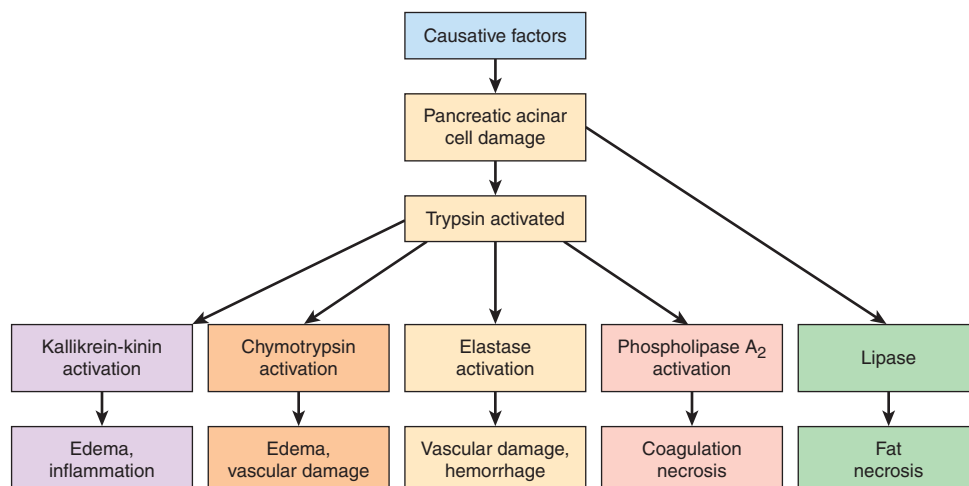 Causative factors
Pancreatic acinar
cell damage
Trypsin activated
Kallikrein-kinin
activation
Chymotrypsin
activation
Elastase
activation
Phospholipase A₂
activation
Lipase
Edema,
inflammation
Edema,
vascular damage
Vascular damage,
hemorrhage
Coagulation
necrosis
Fat
necrosis